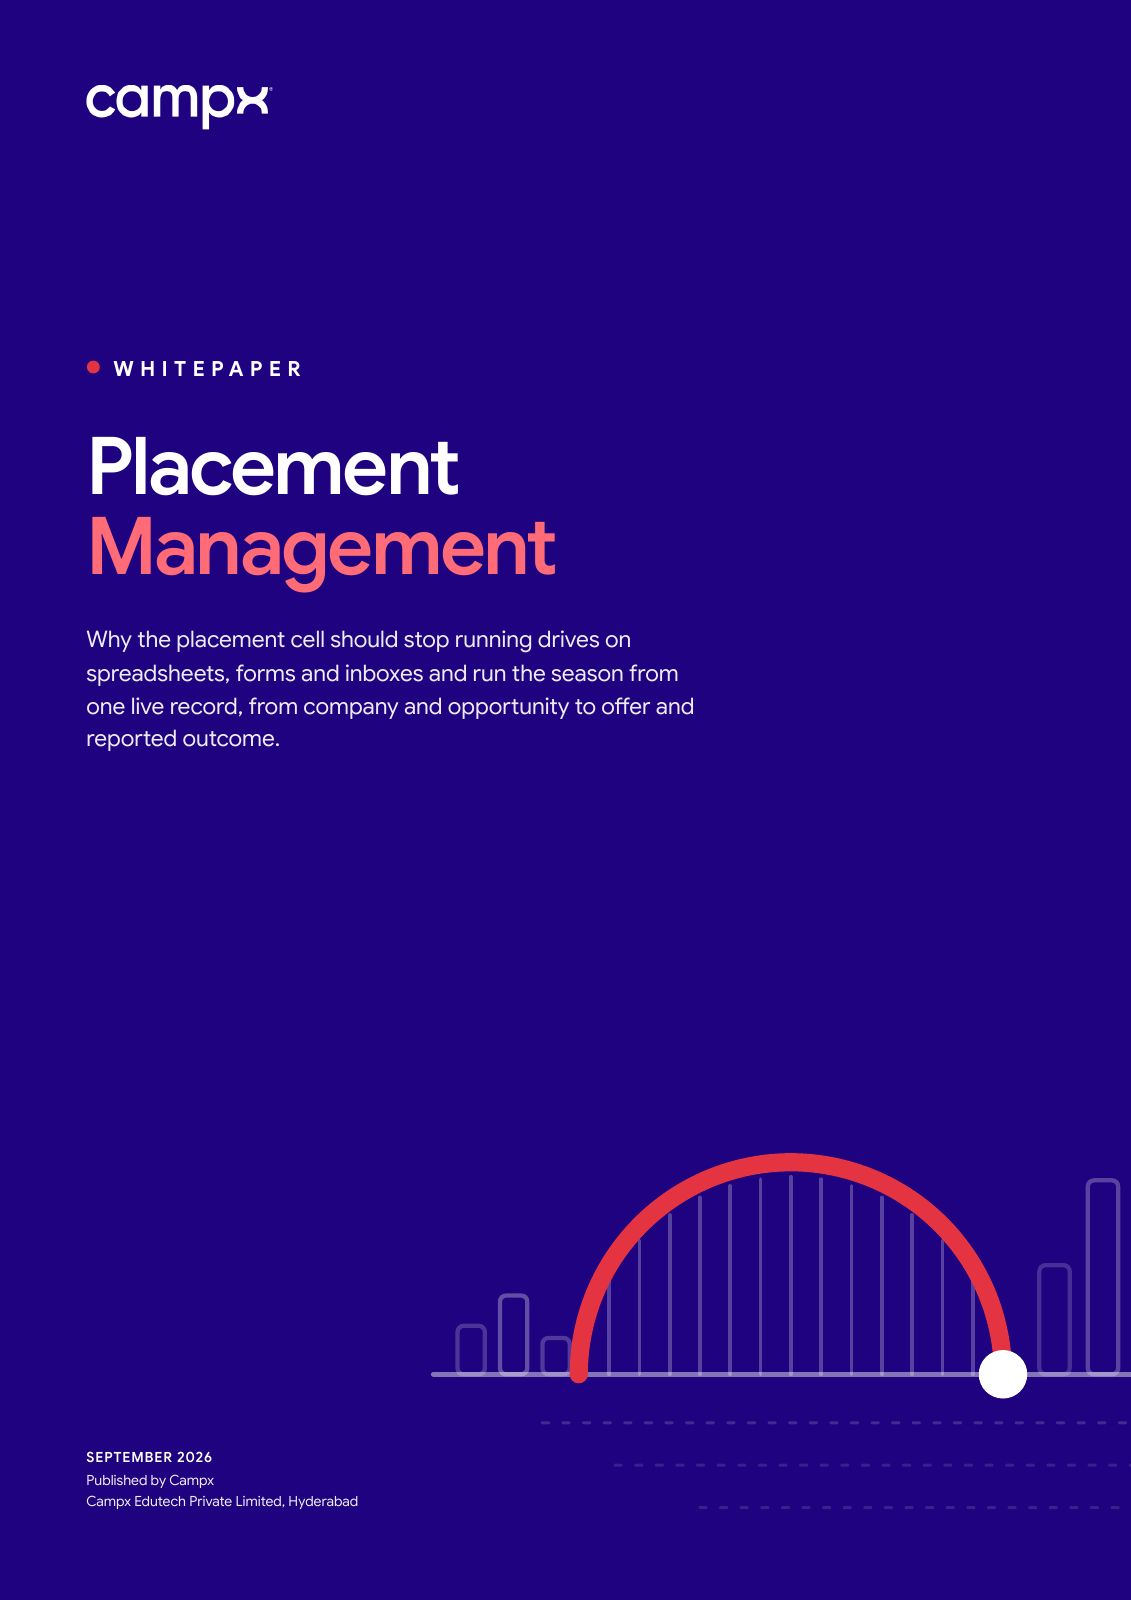 campx
WHITEPAPER
Placement
Management
Why the placement cell should stop running drives on
spreadsheets, forms and inboxes and run the season from
one live record, from company and opportunity to offer and
reported outcome.
SEPTEMBER 2026
Published by Campx
Campx Edutech Private Limited, Hyderabad